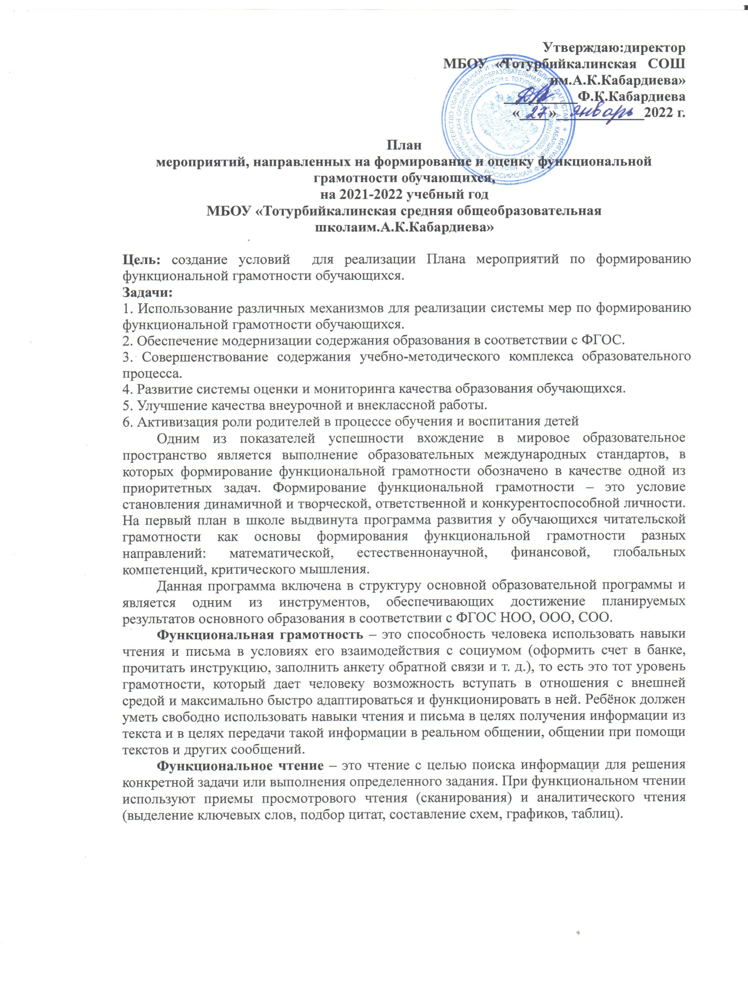 Утверждаю:директор
МБОУ «Тотурбийкалинская СОШ
им.А.К.Кабардиева»
__________Ф.К.Кабардиева
«27» январь 2022 г.
План
мероприятий, направленных на формирование и оценку функциональной
грамотности обучающихся,
на 2021-2022 учебный год
МБОУ «Тотурбийкалинская средняя общеобразовательная
школаим.А.К.Кабардиева»
Цель: создание условий для реализации Плана мероприятий по формированию
функциональной грамотности обучающихся.
Задачи:
1. Использование различных механизмов для реализации системы мер по формированию
функциональной грамотности обучающихся.
2. Обеспечение модернизации содержания образования в соответствии с ФГОС.
3. Совершенствование содержания учебно-методического комплекса образовательного
процесса.
4. Развитие системы оценки и мониторинга качества образования обучающихся.
5. Улучшение качества внеурочной и внеклассной работы.
6. Активизация роли родителей в процессе обучения и воспитания детей
Одним из показателей успешности вхождение в мировое образовательное
пространство является выполнение образовательных международных стандартов, в
которых формирование функциональной грамотности обозначено в качестве одной из
приоритетных задач. Формирование функциональной грамотности – это условие
становления динамичной и творческой, ответственной и конкурентоспособной личности.
На первый план в школе выдвинута программа развития у обучающихся читательской
грамотности как основы формирования функциональной грамотности разных
направлений: математической, естественнонаучной, финансовой, глобальных
компетенций, критического мышления.
Данная программа включена в структуру основной образовательной программы и
является одним из инструментов, обеспечивающих достижение планируемых
результатов основного образования в соответствии с ФГОС НОО, ООО, СОО.
Функциональная грамотность – это способность человека использовать навыки
чтения и письма в условиях его взаимодействия с социумом (оформить счет в банке,
прочитать инструкцию, заполнить анкету обратной связи и т. д.), то есть это тот уровень
грамотности, который дает человеку возможность вступать в отношения с внешней
средой и максимально быстро адаптироваться и функционировать в ней. Ребёнок должен
уметь свободно использовать навыки чтения и письма в целях получения информации из
текста и в целях передачи такой информации в реальном общении, общении при помощи
текстов и других сообщений.
Функциональное чтение – это чтение с целью поиска информации для решения
конкретной задачи или выполнения определенного задания. При функциональном чтении
используют приемы просмотрового чтения (сканирования) и аналитического чтения
(выделение ключевых слов, подбор цитат, составление схем, графиков, таблиц).